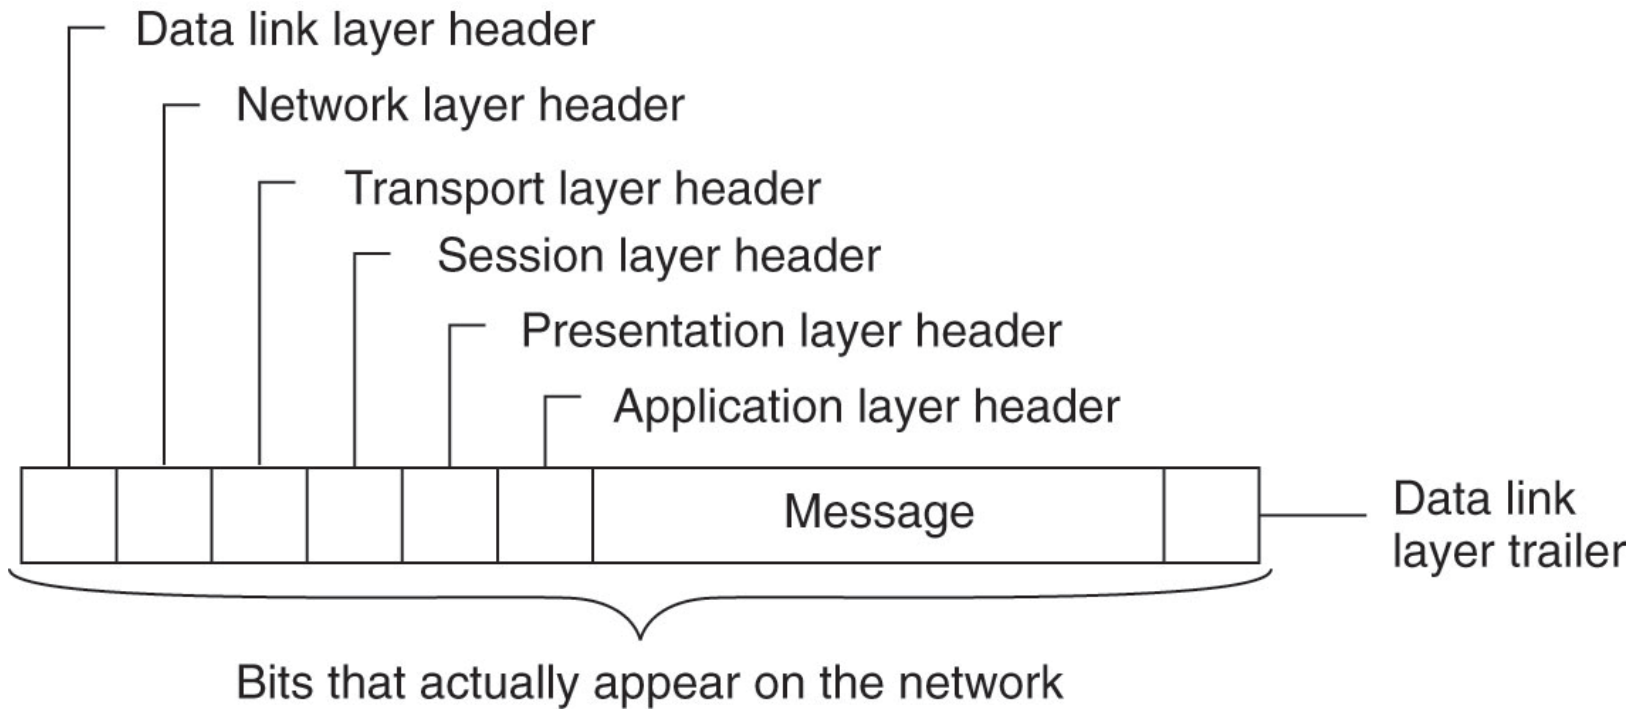 Data link layer header
Network layer header
Transport layer header
Session layer header
Presentation layer header
Application layer header
Message
Data link
layer trailer
Bits that actually appear on the network